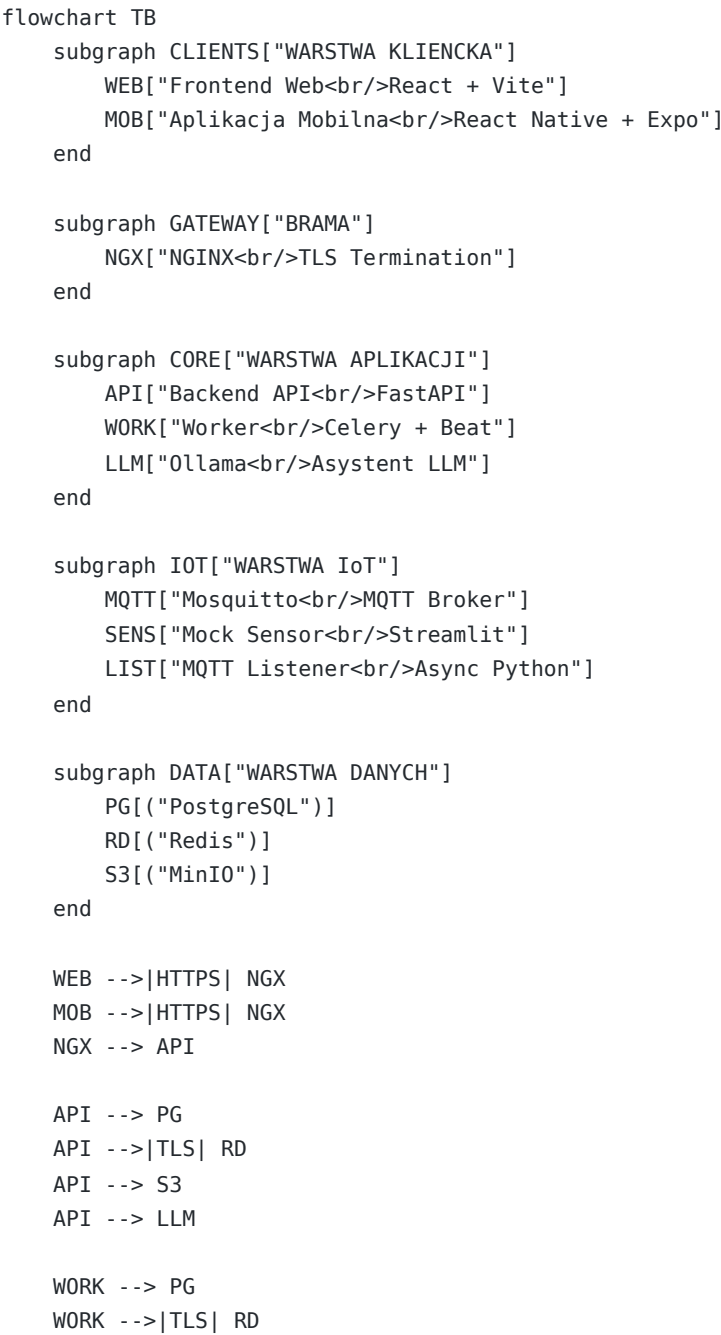 flowchart TB
    subgraph CLIENTS["WARSTWA KLIENCKA"]
        WEB["Frontend Web<br/>React + Vite"]
        MOB["Aplikacja Mobilna<br/>React Native + Expo"]
    end

    subgraph GATEWAY["BRAMA"]
        NGX["NGINX<br/>TLS Termination"]
    end

    subgraph CORE["WARSTWA APLIKACJI"]
        API["Backend API<br/>FastAPI"]
        WORK["Worker<br/>Celery + Beat"]
        LLM["Ollama<br/>Asystent LLM"]
    end

    subgraph IOT["WARSTWA IoT"]
        MQTT["Mosquitto<br/>MQTT Broker"]
        SENS["Mock Sensor<br/>Streamlit"]
        LIST["MQTT Listener<br/>Async Python"]
    end

    subgraph DATA["WARSTWA DANYCH"]
        PG[("PostgreSQL")]
        RD[("Redis")]
        S3[("MinIO")]
    end

    WEB -->|HTTPS| NGX
    MOB -->|HTTPS| NGX
    NGX --> API

    API --> PG
    API -->|TLS| RD
    API --> S3
    API --> LLM

    WORK --> PG
    WORK -->|TLS| RD